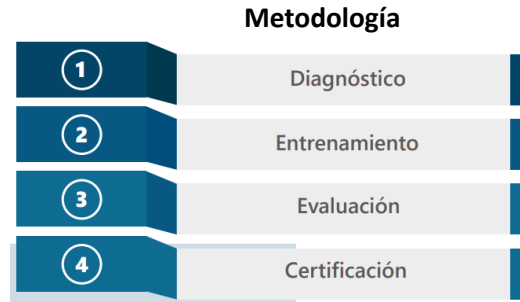 Metodología
1 Diagnóstico
2 Entrenamiento
3 Evaluación
4 Certificación